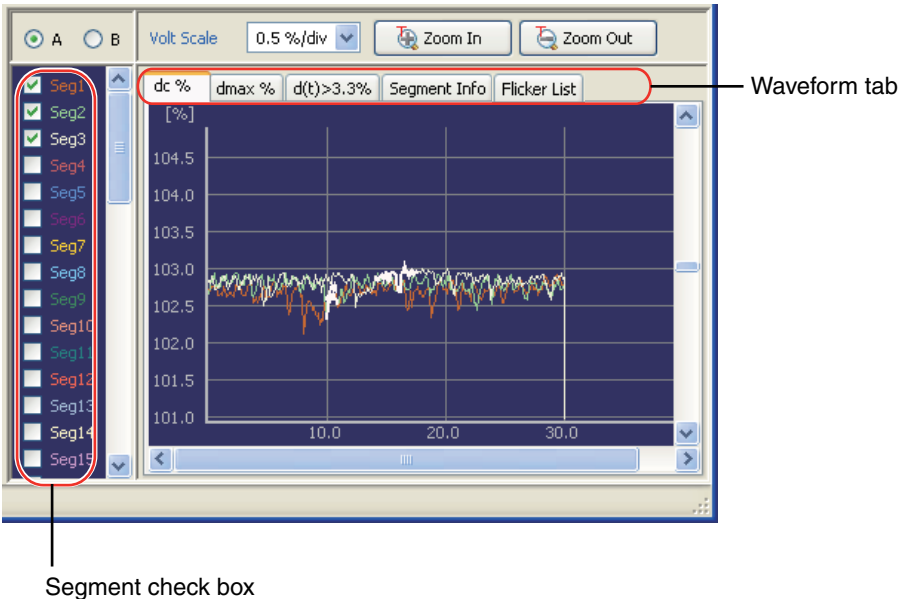 A B Volt Scale 0.5 %/div Zoom In Zoom Out
Seg1
Seg2
Seg3
Seg4
Seg5
Seg6
Seg7
Seg8
Seg9
Seg10
Seg11
Seg12
Seg13
Seg14
Seg15
dc % dmax % d(t)>3.3% Segment Info Flicker List
Waveform tab
[%]
104.5
104.0
103.5
103.0
102.5
102.0
101.5
101.0
10.0 20.0 30.0
Segment check box